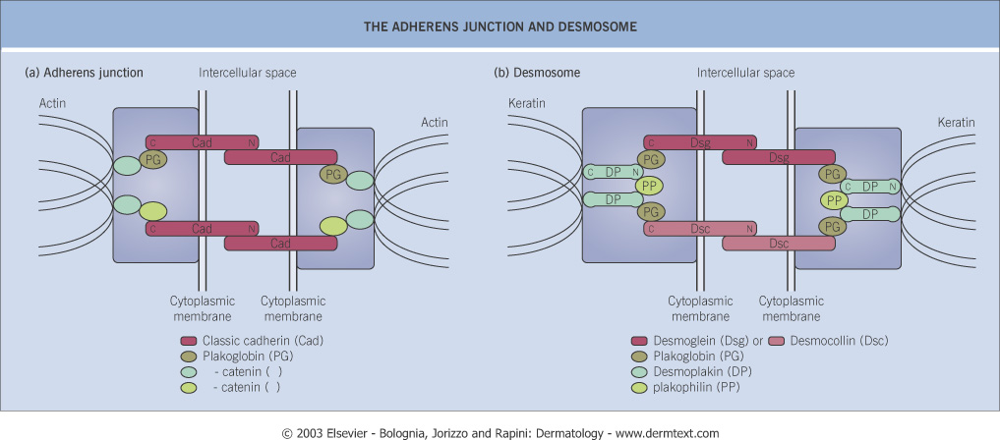 THE ADHERENS JUNCTION AND DESMOSOME
(a) Adherens junction
Intercellular space
Actin
Actin
C Cad N
Cad
PG
PG
C Cad N
Cad
Cytoplasmic
membrane
Cytoplasmic
membrane
Classic cadherin (Cad)
Plakoglobin (PG)
- catenin ( )
- catenin ( )
(b) Desmosome
Intercellular space
Keratin
Keratin
C Dsg N
Dsg
PG
PG
C DP N
C DP N
PP
PP
DP
DP
PG
PG
C Dsc N
Dsc
Cytoplasmic
membrane
Cytoplasmic
membrane
Desmoglein (Dsg) or Desmocollin (Dsc)
Plakoglobin (PG)
Desmoplakin (DP)
plakophilin (PP)
© 2003 Elsevier - Bolognia, Jorizzo and Rapini: Dermatology - www.dermtext.com